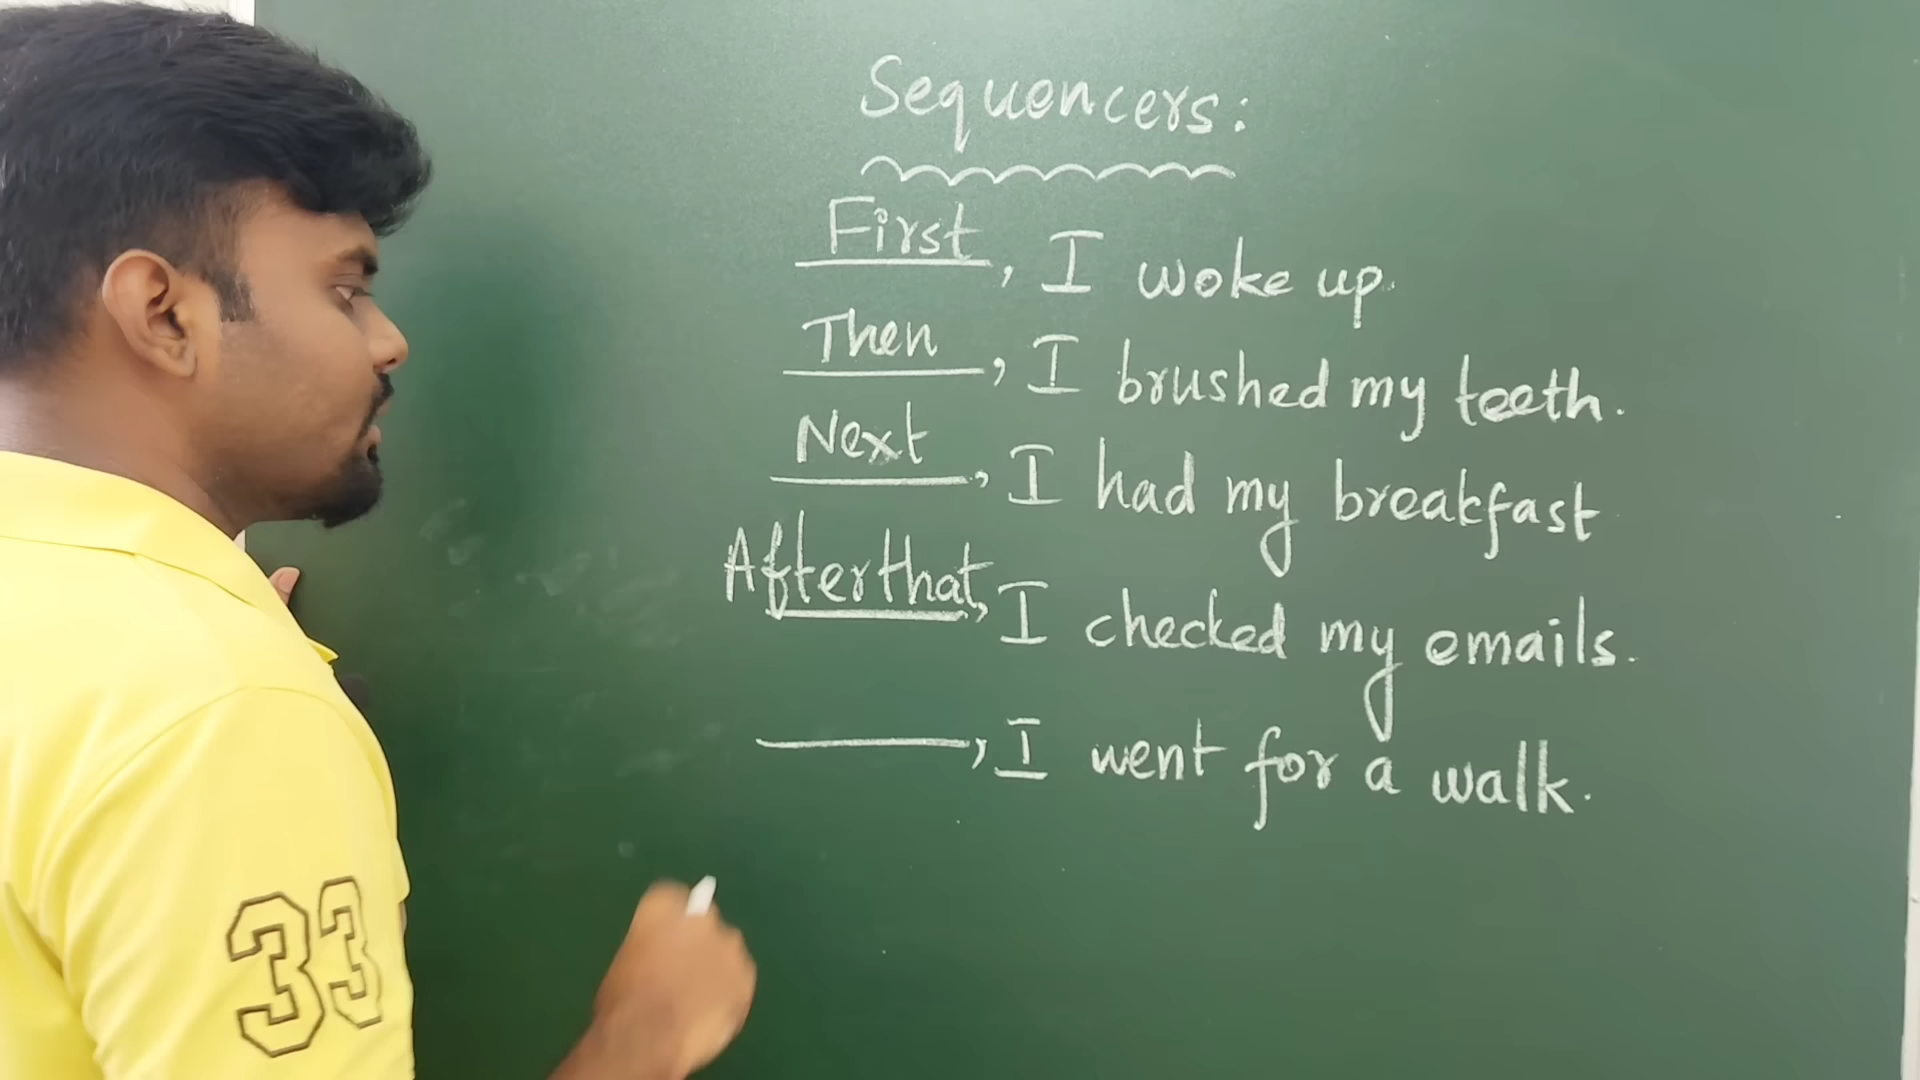 Sequencers:
First, I woke up.
Then, I brushed my teeth.
Next, I had my breakfast
After that, I checked my emails.
______, I went for a walk.
33